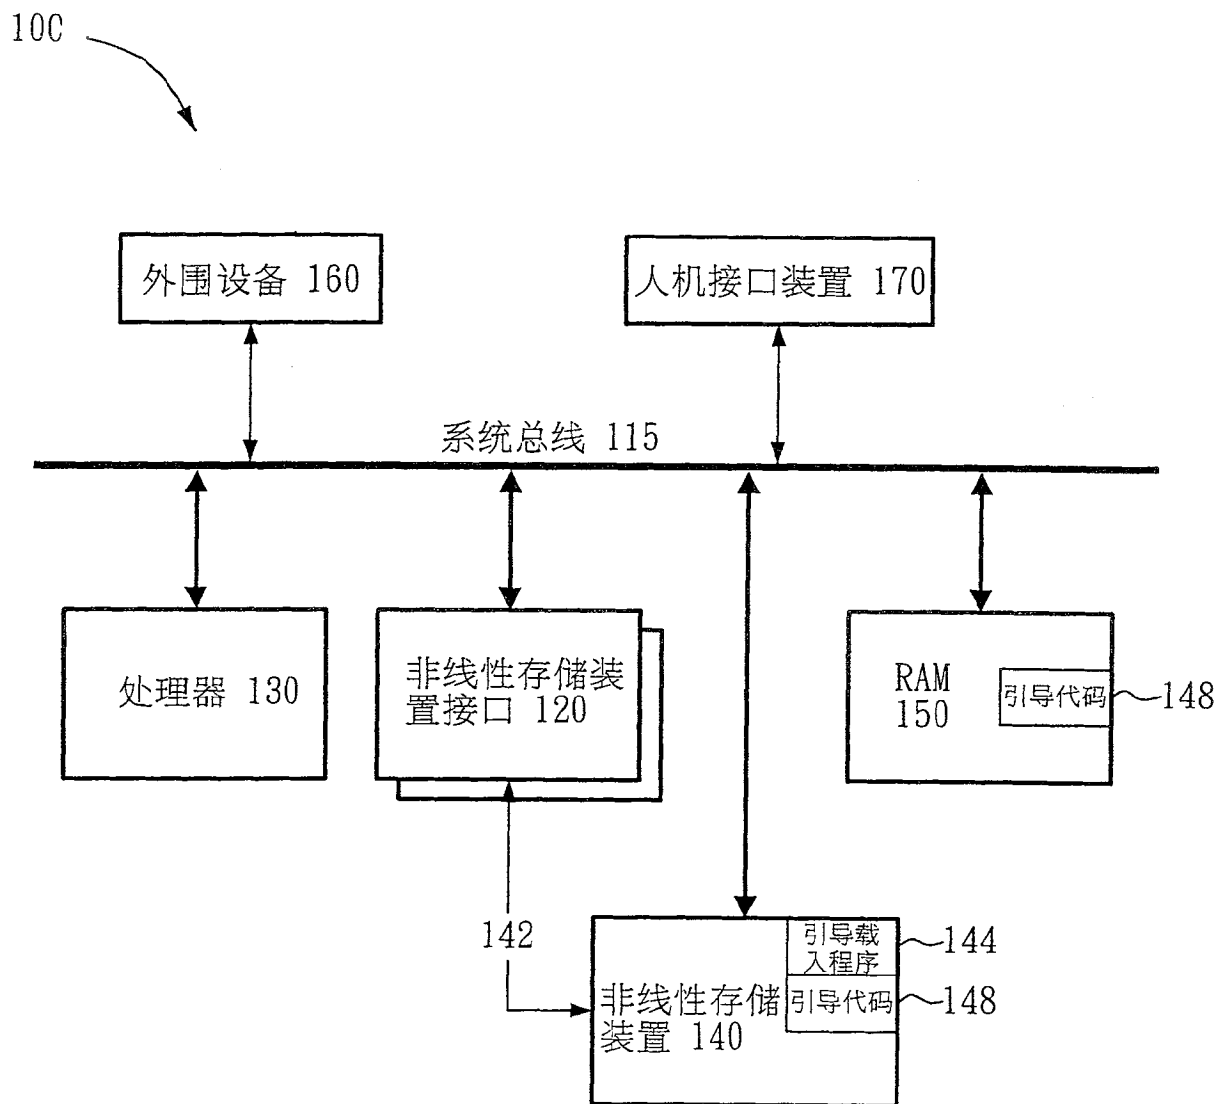 10C
外围设备 160
人机接口装置 170
系统总线 115
处理器 130
非线性存储装
置接口 120
RAM
150
引导代码
148
142
引导载
入程序
144
非线性存储
装置 140
引导代码
148